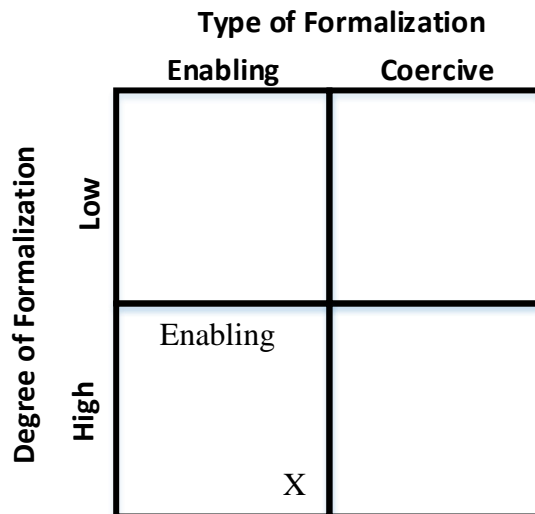 Type of Formalization
Enabling
Coercive
Degree of Formalization
Low
High
Enabling
X